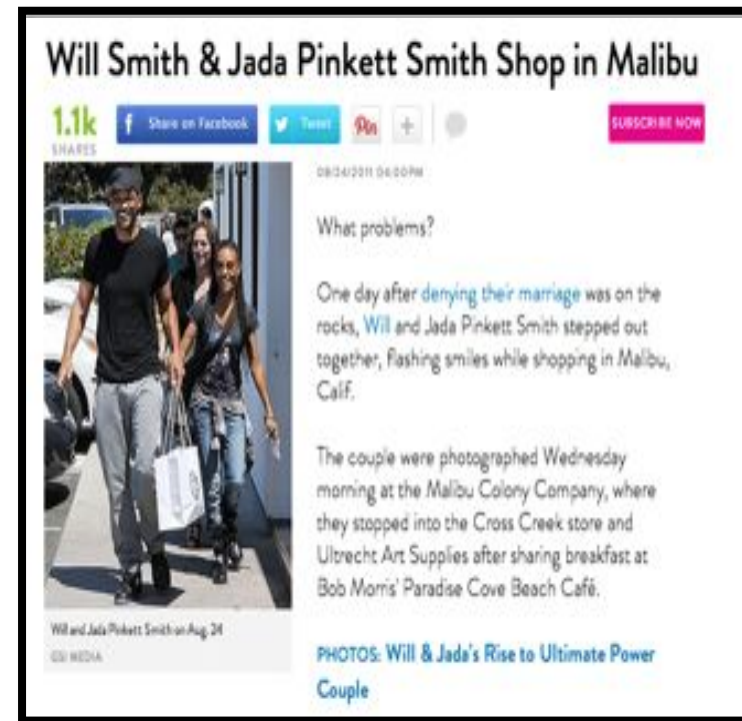 Will Smith & Jada Pinkett Smith Shop in Malibu
1.1k
SHARES
f Share on Facebook
Tweet
Pin
+
SUBSCRIBE NOW
08/24/2011 04:00PM
What problems?
One day after denying their marriage was on the
rocks, Will and Jada Pinkett Smith stepped out
together, flashing smiles while shopping in Malibu,
Calif.
The couple were photographed Wednesday
morning at the Malibu Colony Company, where
they stopped into the Cross Creek store and
Ultrecht Art Supplies after sharing breakfast at
Bob Morris' Paradise Cove Beach Café.
PHOTOS: Will & Jada's Rise to Ultimate Power
Couple
Will and Jada Pinkett Smith on Aug. 24
GSI MEDIA